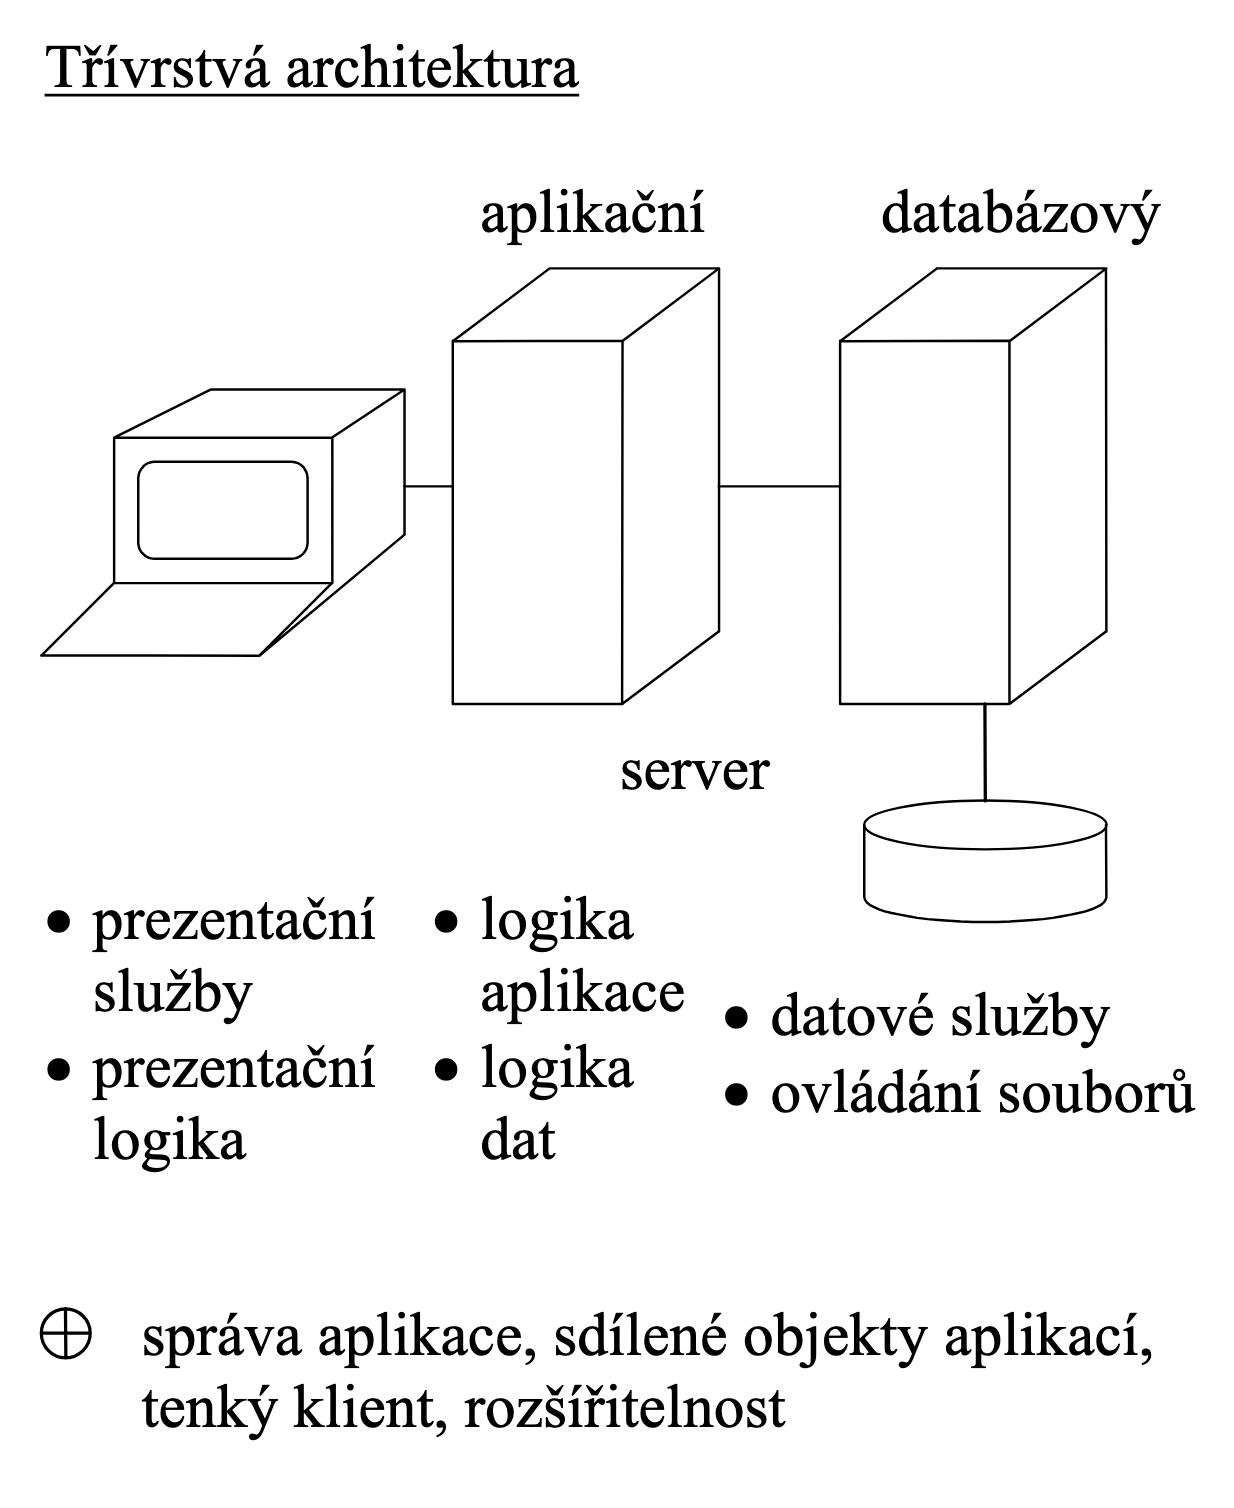 Třívrstvá architektura
aplikační
databázový
server
• prezentační
služby
• prezentační
logika
• logika
aplikace
• logika
dat
• datové služby
• ovládání souborů
⊕ správa aplikace, sdílené objekty aplikací,
tenký klient, rozšířitelnost